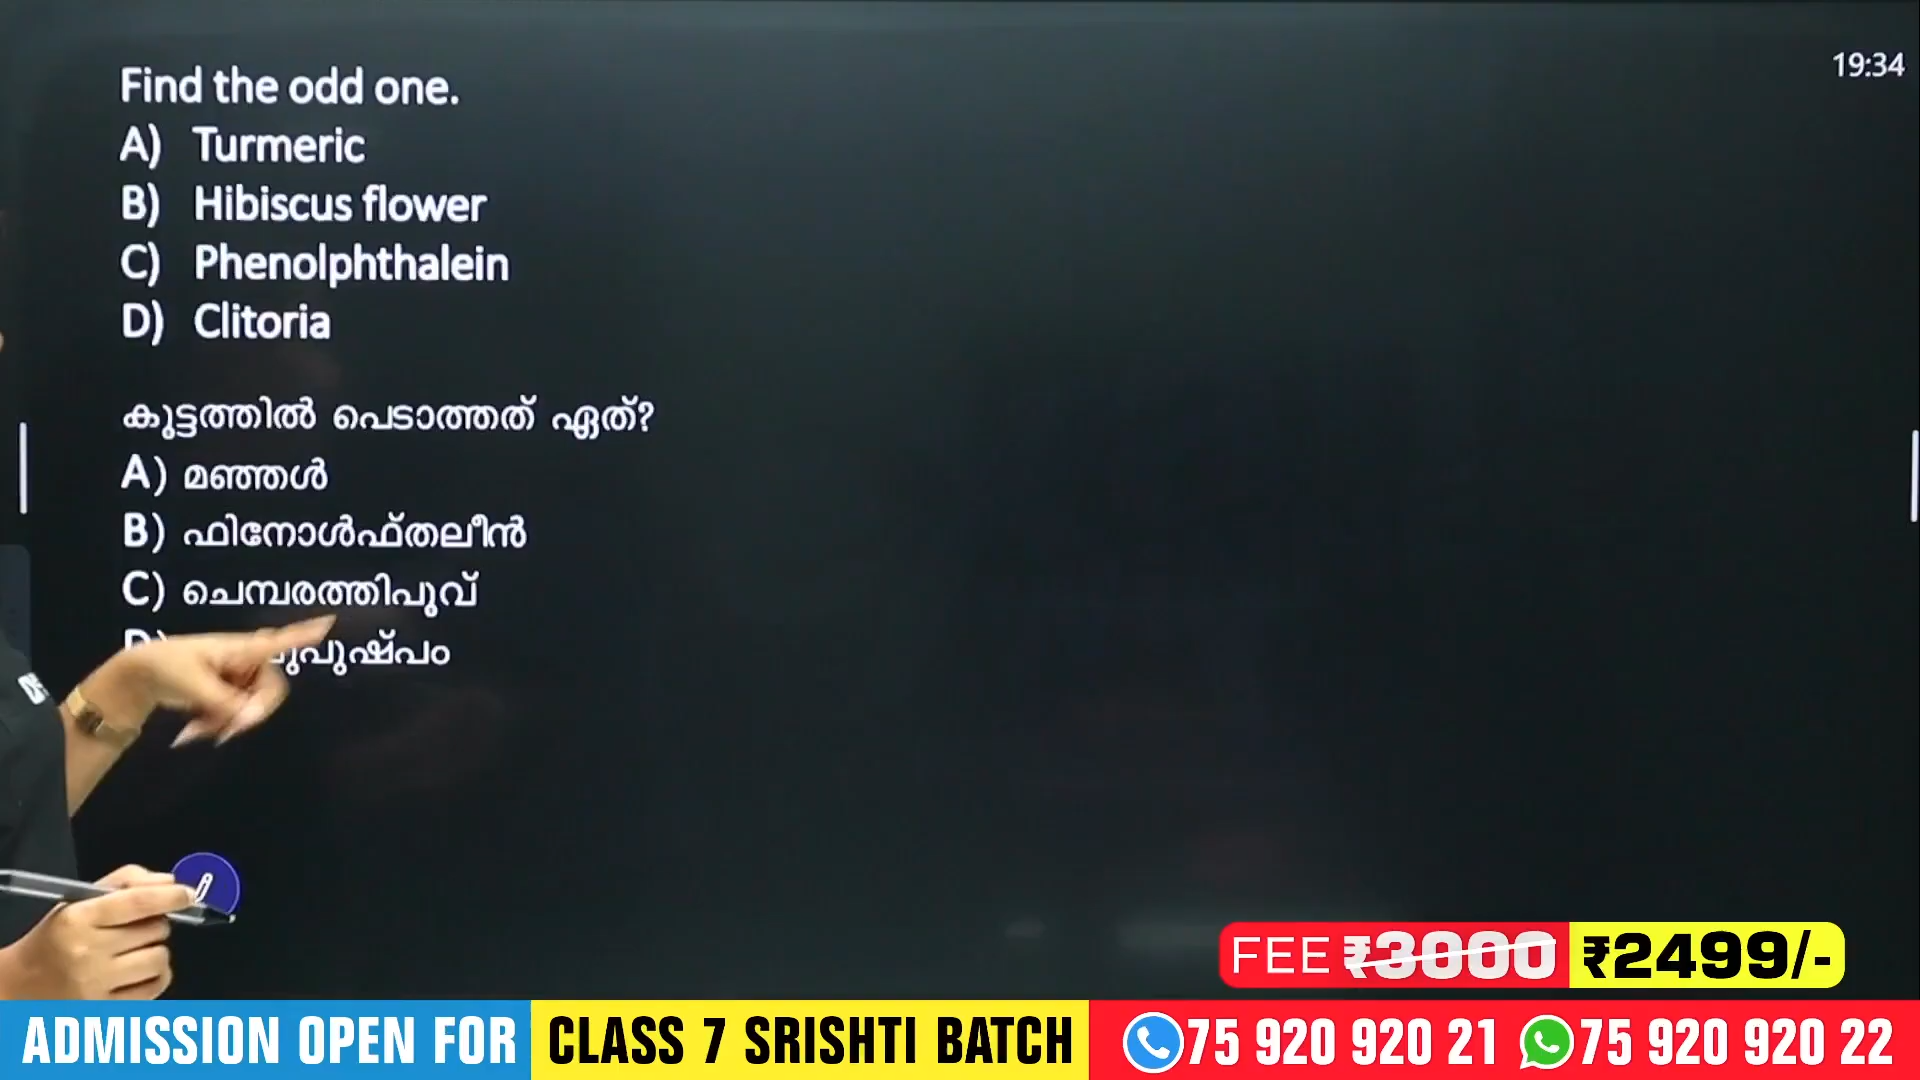 19:34
Find the odd one.
A) Turmeric
B) Hibiscus flower
C) Phenolphthalein
D) Clitoria
കുട്ടത്തിൽ പെടാത്തത് ഏത്?
A) മഞ്ഞൾ
B) ഫിനോൾഫ്തലീൻ
C) ചെമ്പരത്തിപൂവ്
FEE ₹3000 ₹2499/-
ADMISSION OPEN FOR CLASS 7 SRISHTI BATCH 75 920 920 21 75 920 920 22